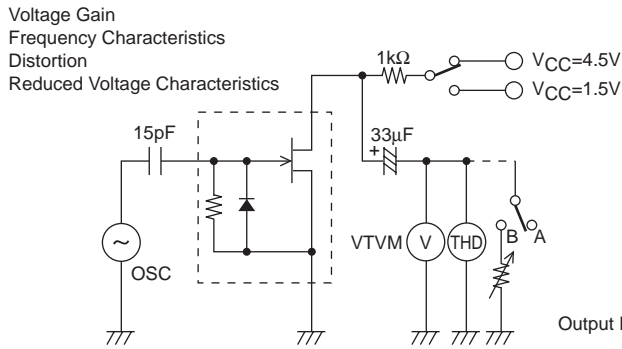 Voltage Gain
Frequency Characteristics
Distortion
Reduced Voltage Characteristics
1kΩ
VCC=4.5V
VCC=1.5V
15pF
33μF
+
VTVM
V
THD
B
A
~
OSC
Output I